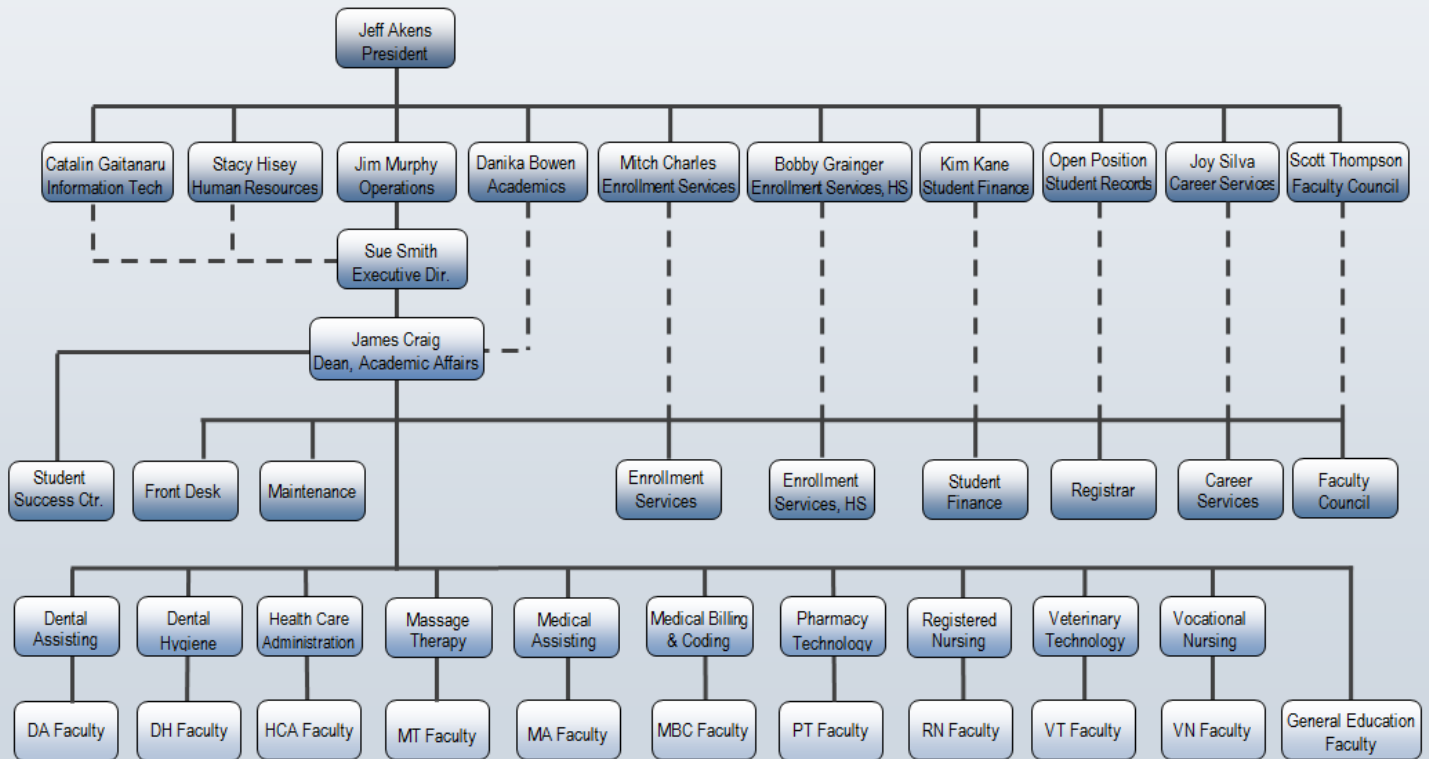 Jeff Akens
President
Catalin Gaitanaru
Information Tech
Stacy Hisey
Human Resources
Jim Murphy
Operations
Danika Bowen
Academics
Mitch Charles
Enrollment Services
Bobby Grainger
Enrollment Services, HS
Kim Kane
Student Finance
Open Position
Student Records
Joy Silva
Career Services
Scott Thompson
Faculty Council
Sue Smith
Executive Dir.
James Craig
Dean, Academic Affairs
Student
Success Ctr.
Front Desk
Maintenance
Enrollment
Services
Enrollment
Services, HS
Student
Finance
Registrar
Career
Services
Faculty
Council
Dental
Assisting
Dental
Hygiene
Health Care
Administration
Massage
Therapy
Medical
Assisting
Medical Billing
& Coding
Pharmacy
Technology
Registered
Nursing
Veterinary
Technology
Vocational
Nursing
DA Faculty
DH Faculty
HCA Faculty
MT Faculty
MA Faculty
MBC Faculty
PT Faculty
RN Faculty
VT Faculty
VN Faculty
General Education
Faculty